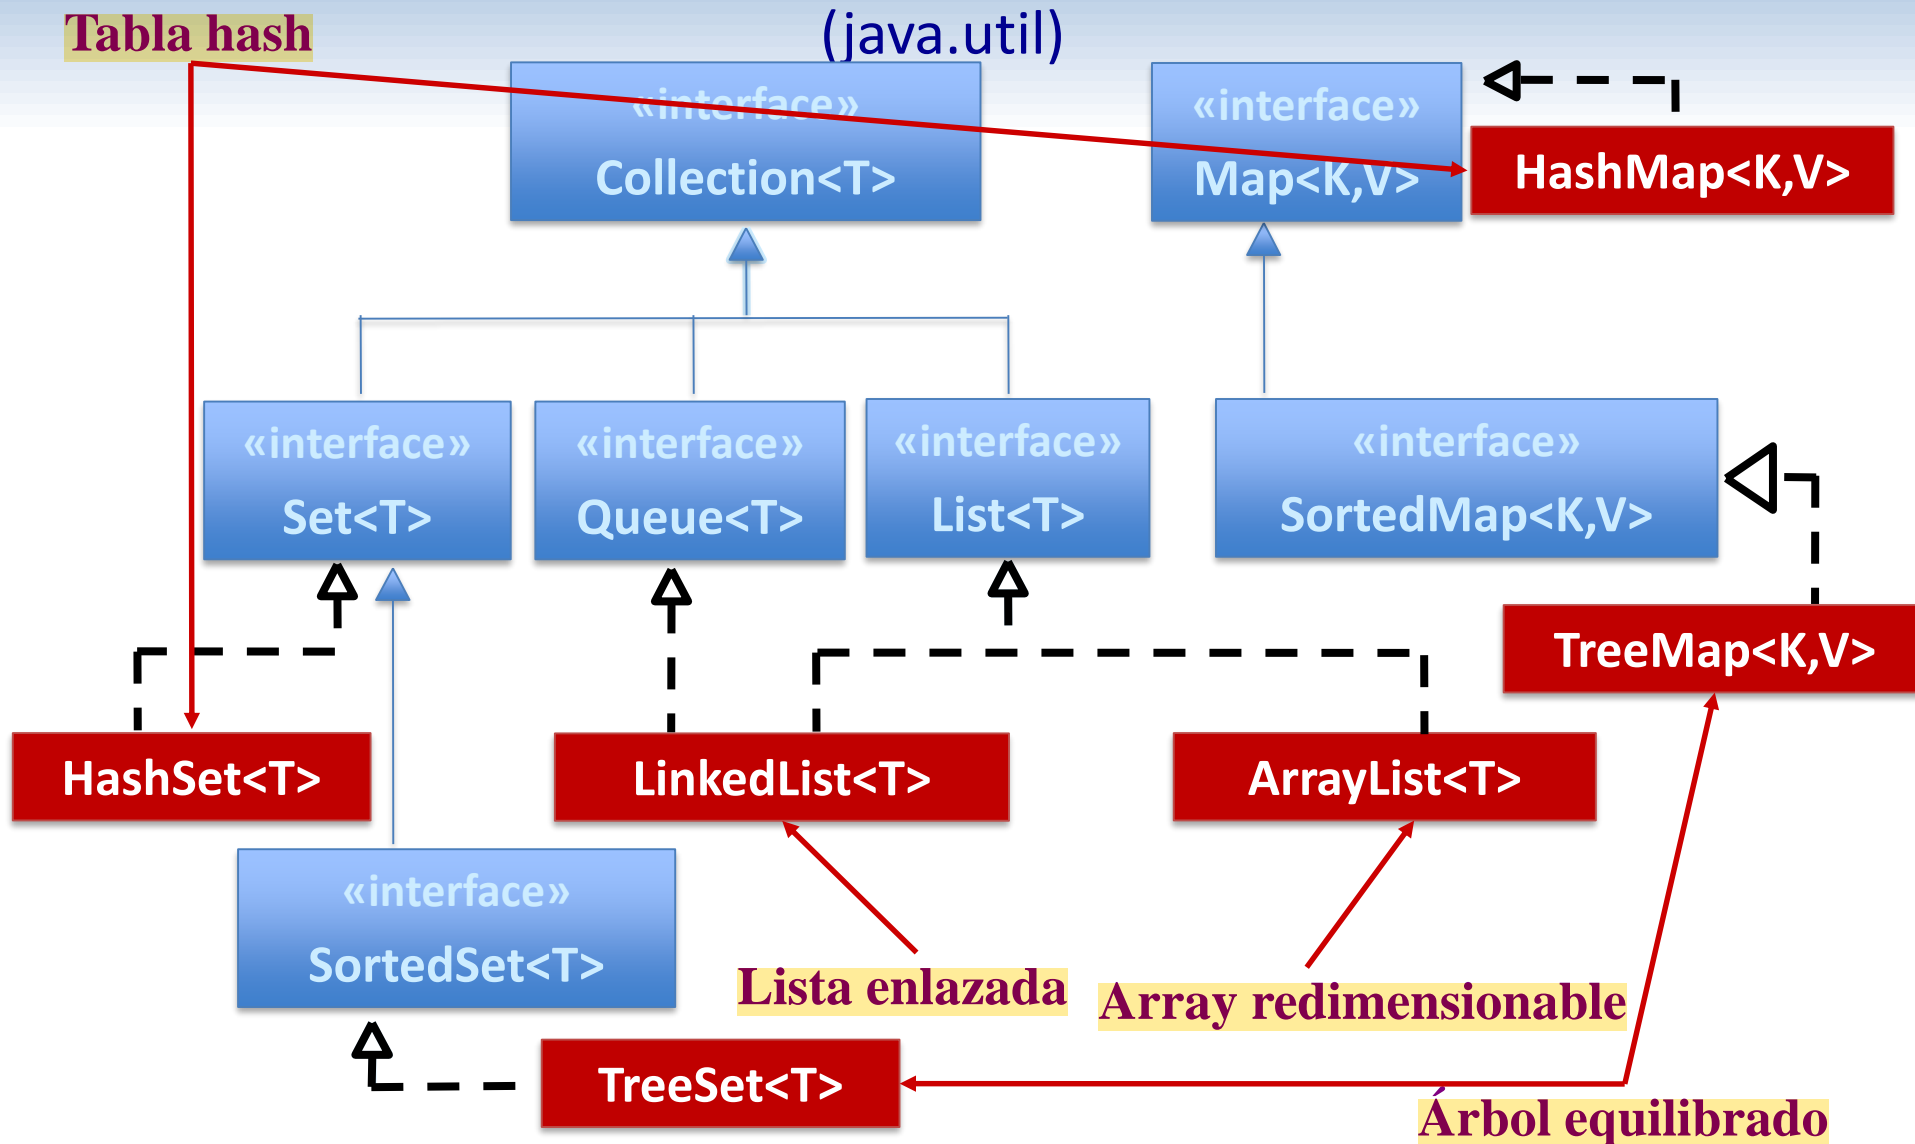 Tabla hash
(java.util)
«interface»
Collection<T>
«interface»
Map<K,V>
HashMap<K,V>
«interface»
Set<T>
«interface»
Queue<T>
«interface»
List<T>
«interface»
SortedMap<K,V>
TreeMap<K,V>
HashSet<T>
LinkedList<T>
ArrayList<T>
«interface»
SortedSet<T>
Lista enlazada
Array redimensionable
TreeSet<T>
Árbol equilibrado